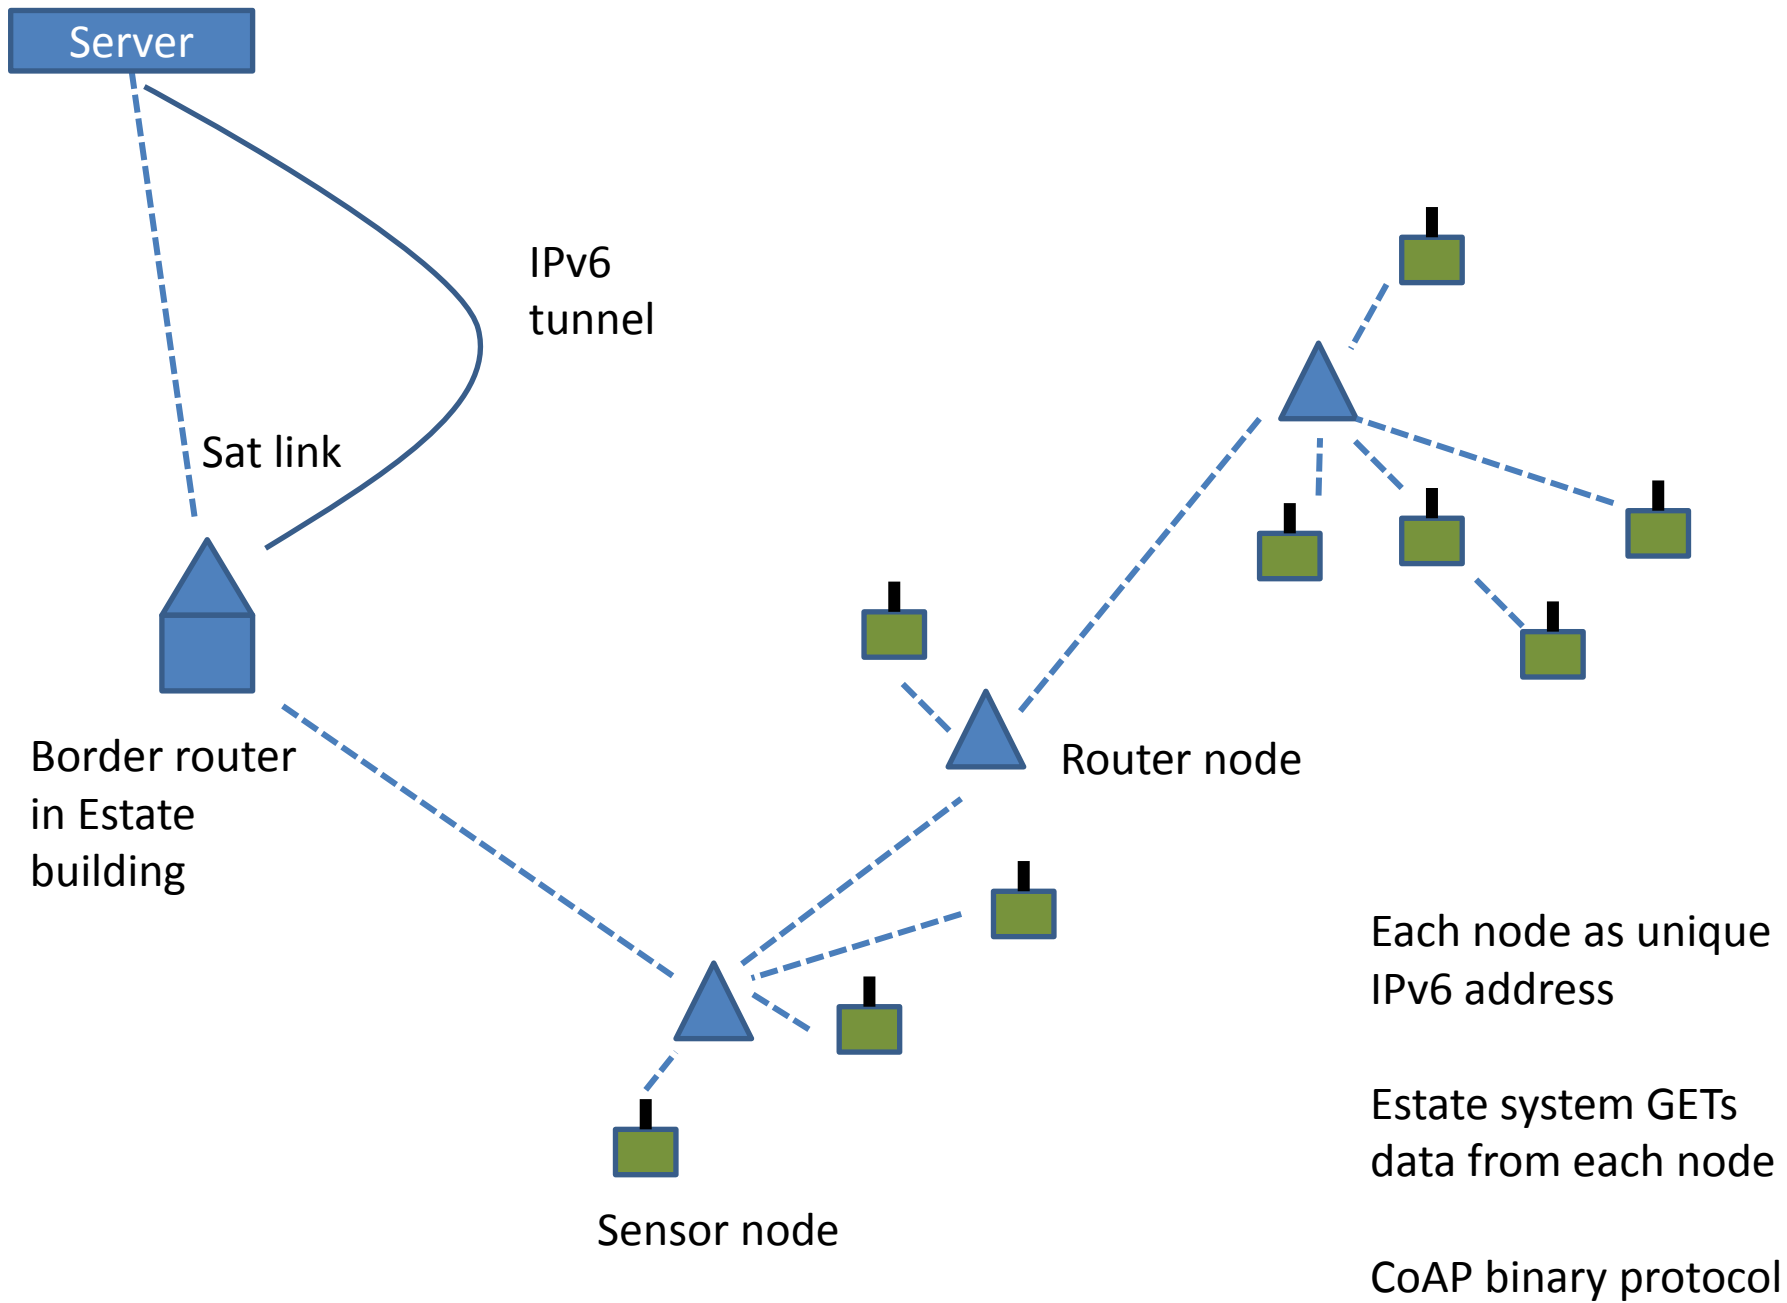 Server
IPv6
tunnel
Sat link
Border router
in Estate
building
Router node
Sensor node
Each node as unique
IPv6 address
Estate system GETs
data from each node
CoAP binary protocol